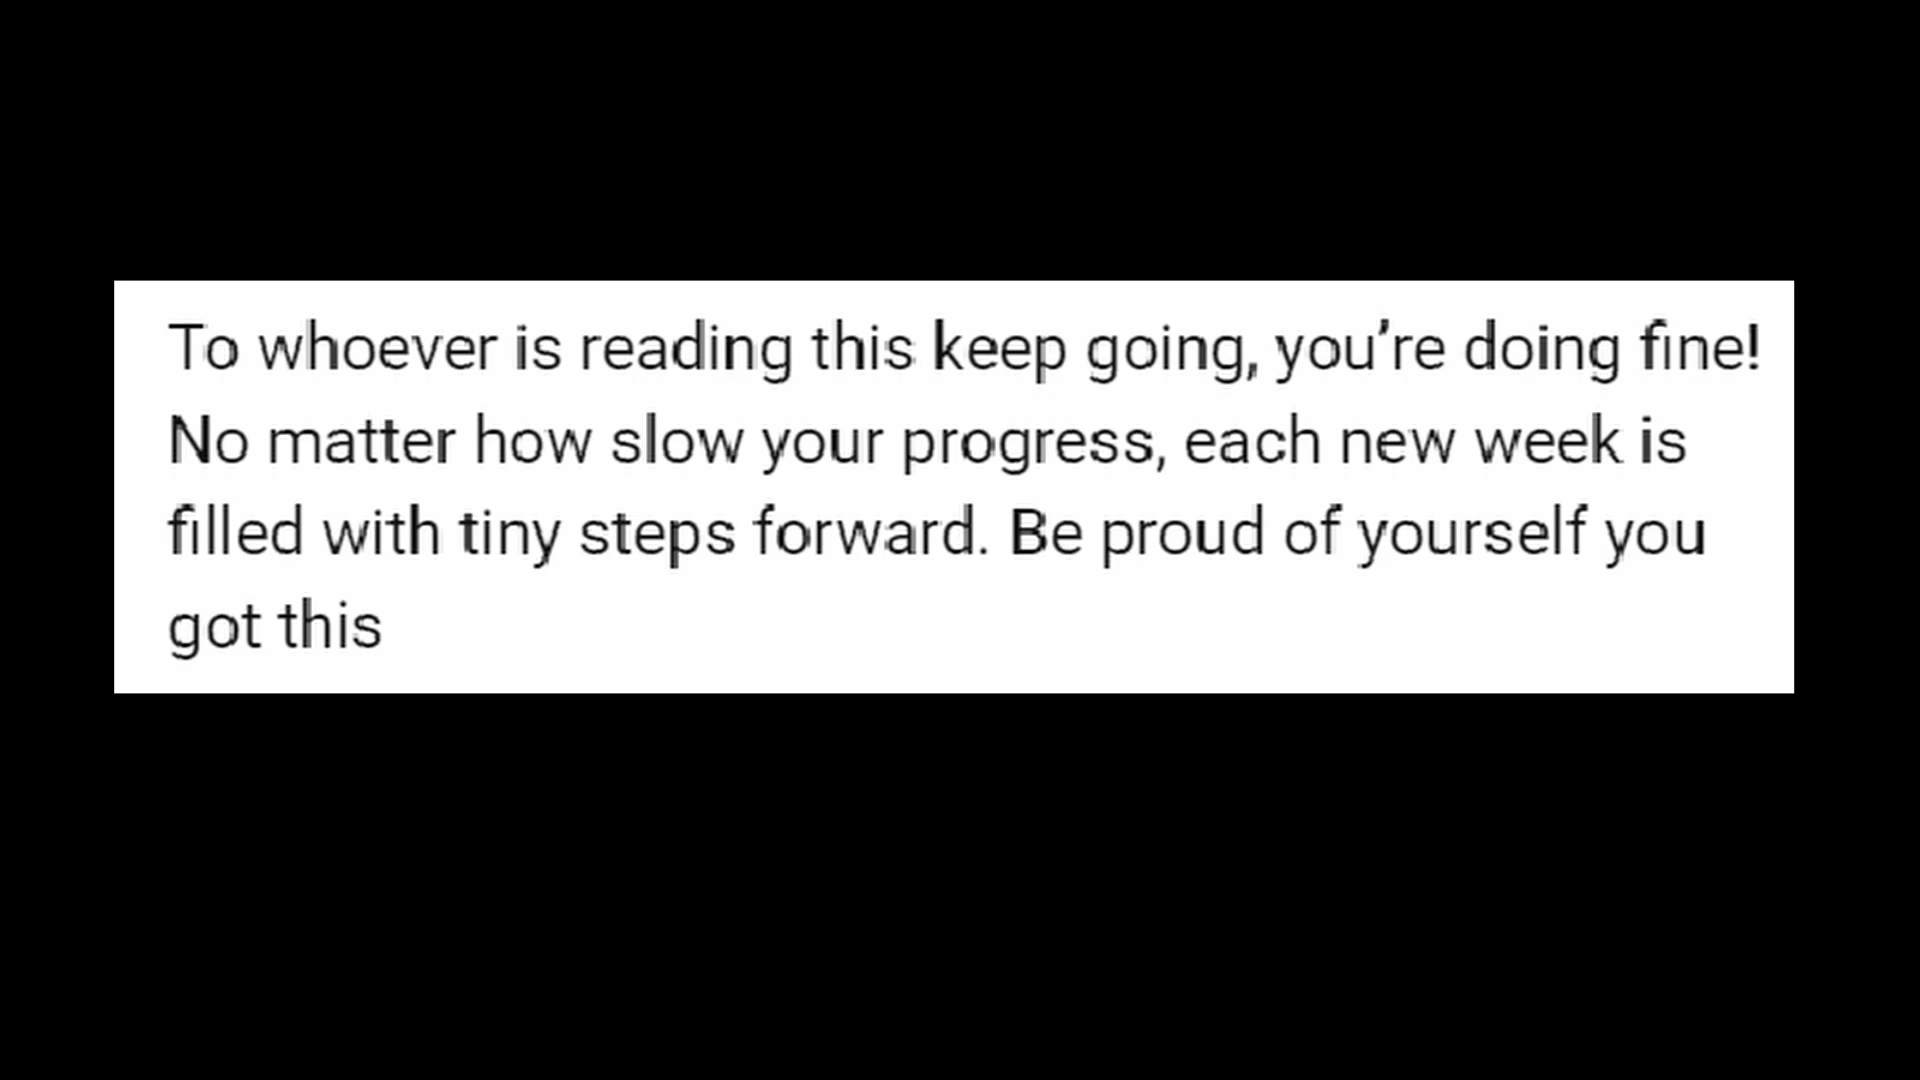 To whoever is reading this keep going, you’re doing fine!
No matter how slow your progress, each new week is
filled with tiny steps forward. Be proud of yourself you
got this